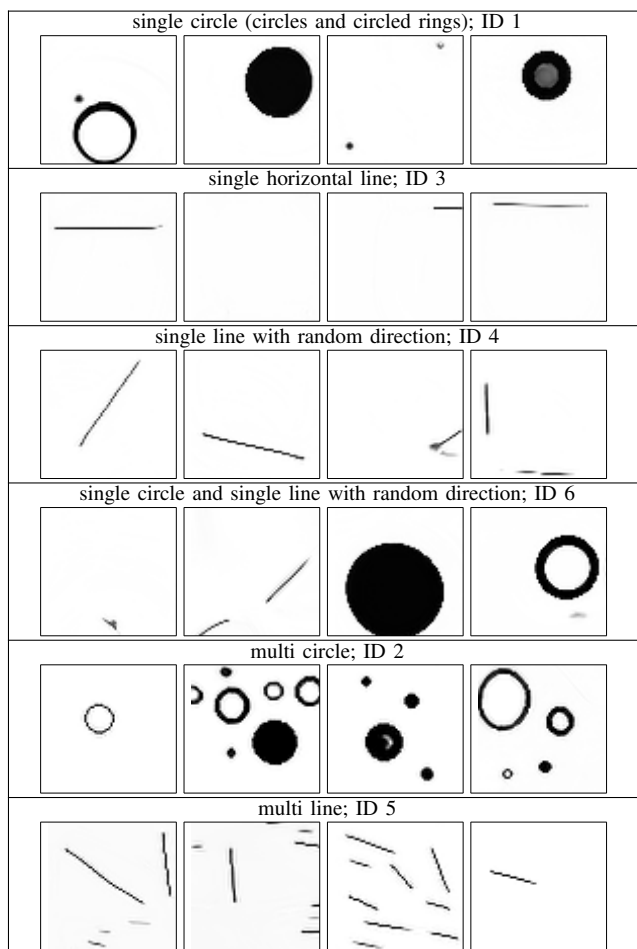 single circle (circles and circled rings); ID 1
single horizontal line; ID 3
single line with random direction; ID 4
single circle and single line with random direction; ID 6
multi circle; ID 2
multi line; ID 5